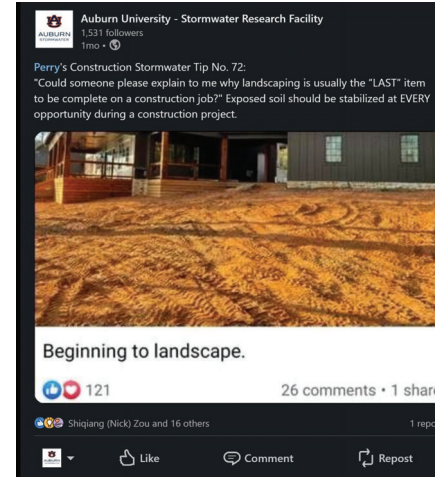 Auburn University - Stormwater Research Facility
AUBURN
1,531 followers
1mo •
Perry's Construction Stormwater Tip No. 72:
"Could someone please explain to me why landscaping is usually the "LAST" item
to be complete on a construction job?" Exposed soil should be stabilized at EVERY
opportunity during a construction project.
Beginning to landscape.
121
26 comments • 1 share
Shiqiang (Nick) Zou and 16 others
1 repo
Like
Comment
Repost